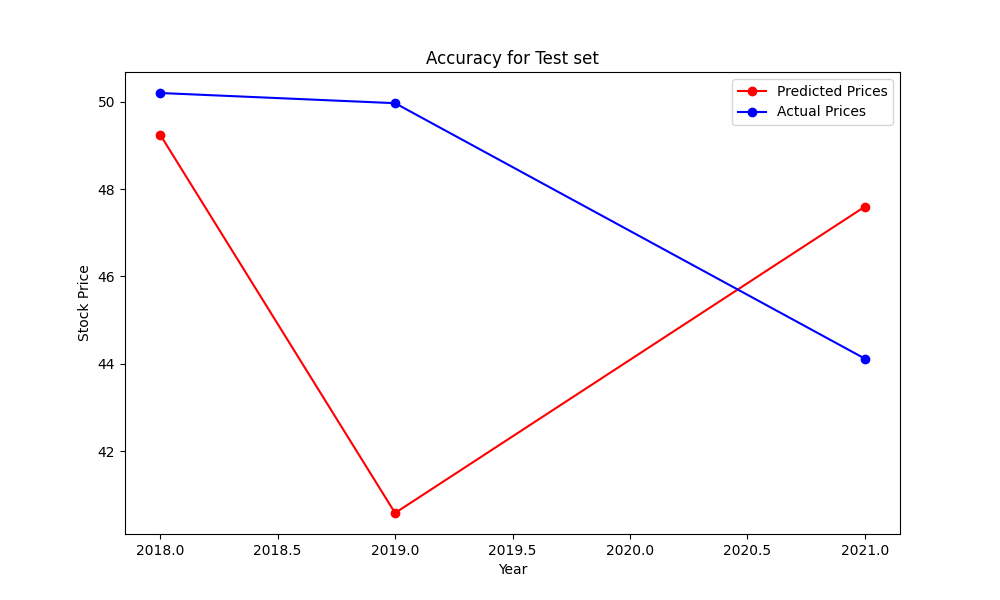 Accuracy for Test set
Predicted Prices
Actual Prices
Stock Price
50
48
46
44
42
2018.0 2018.5 2019.0 2019.5 2020.0 2020.5 2021.0
Year